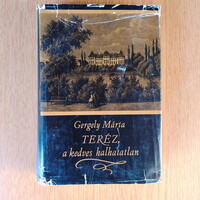 Gergely Márta
TERÉZ,
a kedves halhatatlan